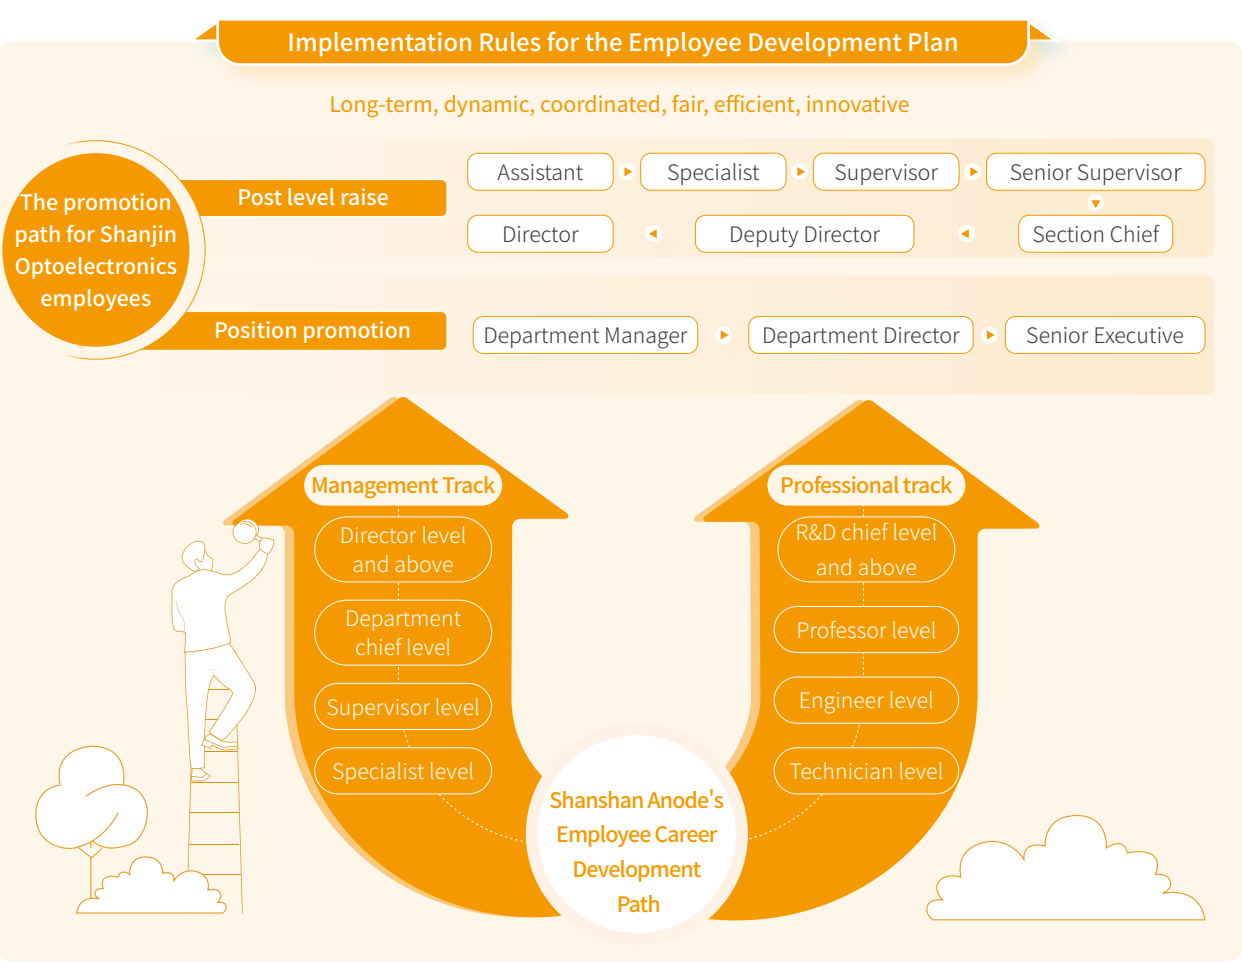 Implementation Rules for the Employee Development Plan
Long-term, dynamic, coordinated, fair, efficient, innovative
The promotion
path for Shanjin
Optoelectronics
employees
Post level raise
Assistant
Specialist
Supervisor
Senior Supervisor
Section Chief
Deputy Director
Director
Position promotion
Department Manager
Department Director
Senior Executive
Management Track
Director level
and above
Department
chief level
Supervisor level
Specialist level
Professional track
R&D chief level
and above
Professor level
Engineer level
Technician level
Shanshan Anode's
Employee Career
Development
Path